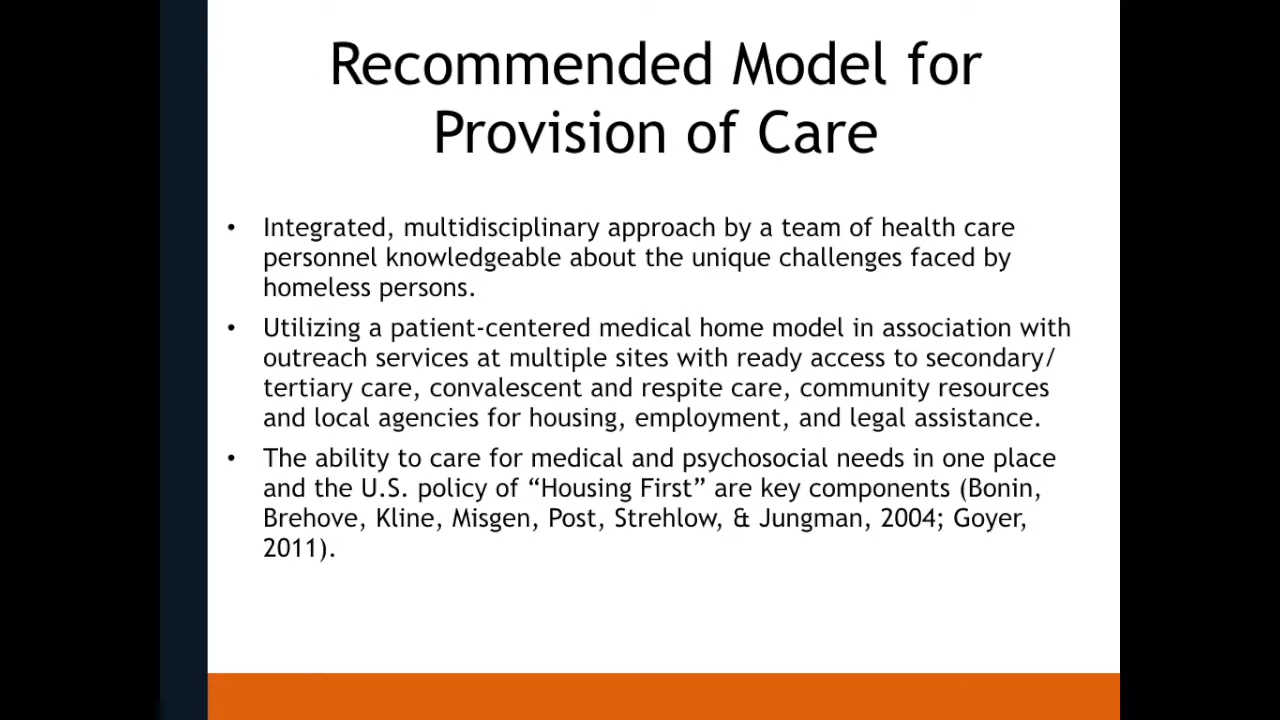 Recommended Model for
Provision of Care
• Integrated, multidisciplinary approach by a team of health care
personnel knowledgeable about the unique challenges faced by
homeless persons.
• Utilizing a patient-centered medical home model in association with
outreach services at multiple sites with ready access to secondary/
tertiary care, convalescent and respite care, community resources
and local agencies for housing, employment, and legal assistance.
• The ability to care for medical and psychosocial needs in one place
and the U.S. policy of “Housing First” are key components (Bonin,
Brehove, Kline, Misgen, Post, Strehlow, & Jungman, 2004; Goyer,
2011).